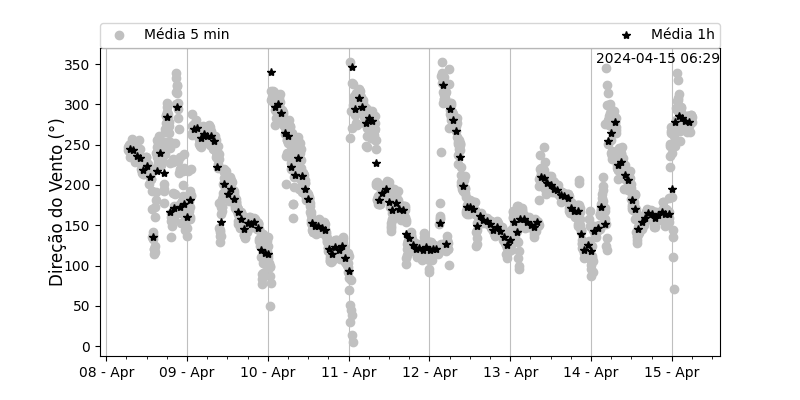 Média 5 min
Média 1h
2024-04-15 06:29
Direção do Vento (°)
350
300
250
200
150
100
50
0
08 - Apr
09 - Apr
10 - Apr
11 - Apr
12 - Apr
13 - Apr
14 - Apr
15 - Apr